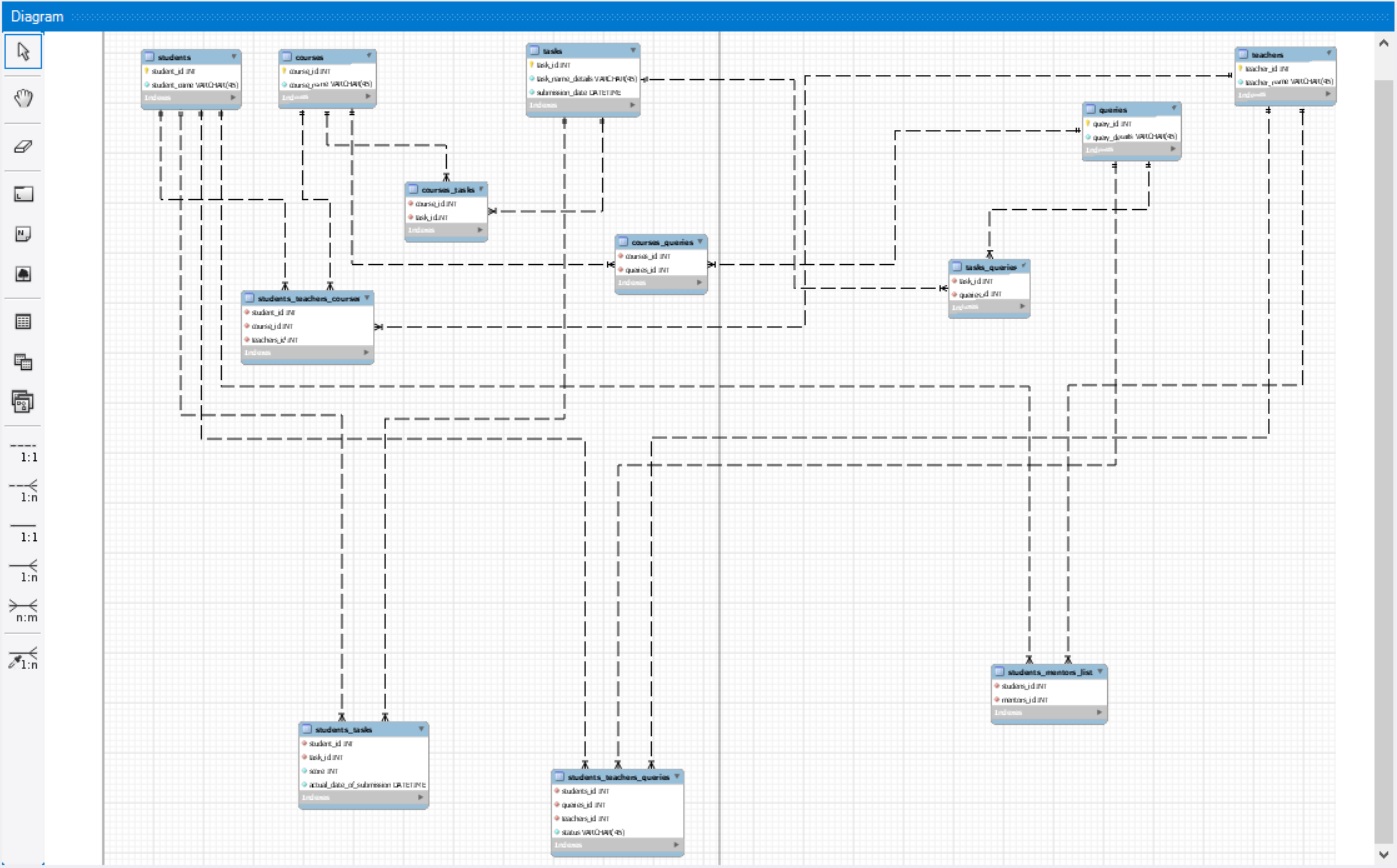 Diagram
students
student_id INT
student_name VARCHAR(45)
Indexes
courses
course_id INT
course_name VARCHAR(45)
Indexes
tasks
task_id INT
task_name_details VARCHAR(45)
submission_date DATETIME
Indexes
teachers
teacher_id INT
teacher_name VARCHAR(45)
Indexes
queries
query_id INT
query_details VARCHAR(45)
Indexes
courses_tasks
course_id INT
task_id INT
Indexes
courses_queries
courses_id INT
queries_id INT
Indexes
tasks_queries
task_id INT
queries_id INT
Indexes
students_teachers_courses
student_id INT
course_id INT
teachers_id INT
Indexes
1:1
1:n
1:1
1:n
n:m
1:n
students_mentors_list
students_id INT
mentors_id INT
Indexes
students_tasks
student_id INT
task_id INT
score INT
actual_date_of_submission DATETIME
Indexes
students_teachers_queries
students_id INT
queries_id INT
teachers_id INT
status VARCHAR(45)
Indexes